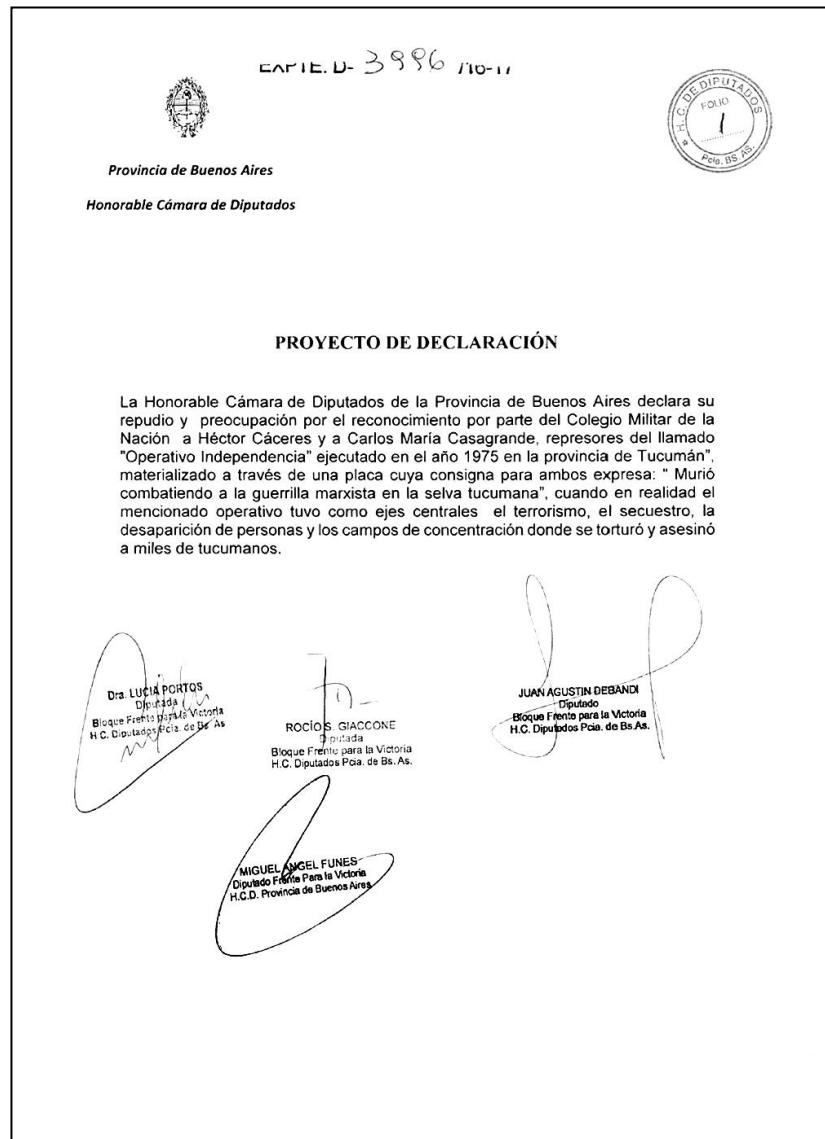 EXPTE. D- 3996 /16-17
H. C. DE DIPUTADOS
FOLIO
1
Pcia. BS. AS.
Provincia de Buenos Aires
Honorable Cámara de Diputados
PROYECTO DE DECLARACIÓN
La Honorable Cámara de Diputados de la Provincia de Buenos Aires declara su
repudio y preocupación por el reconocimiento por parte del Colegio Militar de la
Nación a Héctor Cáceres y a Carlos María Casagrande, represores del llamado
"Operativo Independencia" ejecutado en el año 1975 en la provincia de Tucumán",
materializado a través de una placa cuya consigna para ambos expresa: " Murió
combatiendo a la guerrilla marxista en la selva tucumana", cuando en realidad el
mencionado operativo tuvo como ejes centrales el terrorismo, el secuestro, la
desaparición de personas y los campos de concentración donde se torturó y asesinó
a miles de tucumanos.
Dra. LUCÍA PORTOS
Diputada
Bloque Frente para la Victoria
H.C. Diputados Pcia. de Bs. As
ROCÍO S. GIACCONE
Diputada
Bloque Frente para la Victoria
H.C. Diputados Pcia. de Bs. As.
JUAN AGUSTIN DEBANDI
Diputado
Bloque Frente para la Victoria
H.C. Diputados Pcia. de Bs.As.
MIGUEL ANGEL FUNES
Diputado Frente Para la Victoria
H.C.D. Provincia de Buenos Aires